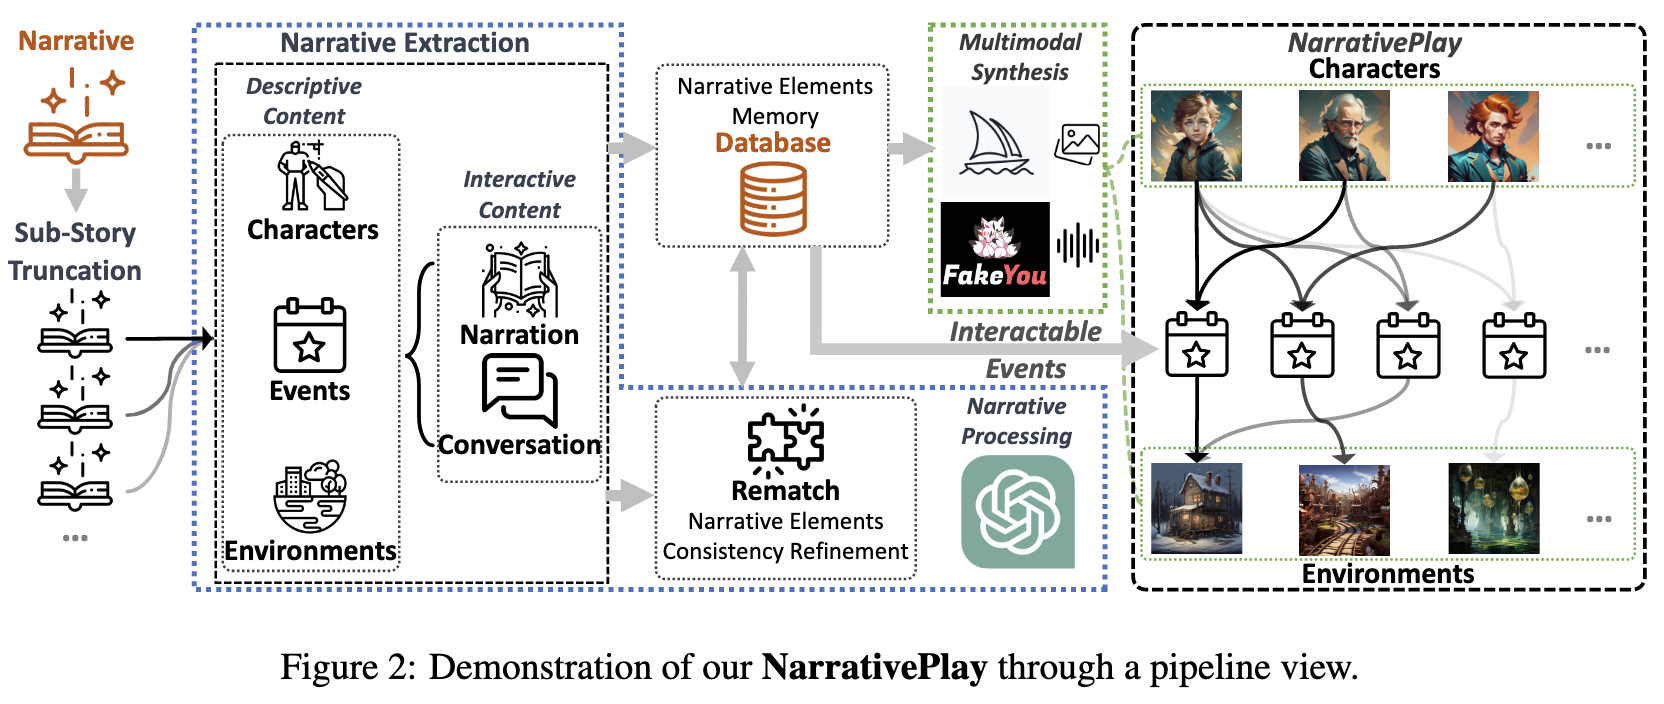 Narrative
Sub-Story
Truncation
...
Narrative Extraction
Descriptive
Content
Characters
Events
Environments
Interactive
Content
Narration
Conversation
Narrative Elements
Memory
Database
Rematch
Narrative Elements
Consistency Refinement
Multimodal
Synthesis
FakeYou
Interactable
Events
Narrative
Processing
NarrativePlay
Characters
...
...
...
Environments
Figure 2: Demonstration of our NarrativePlay through a pipeline view.